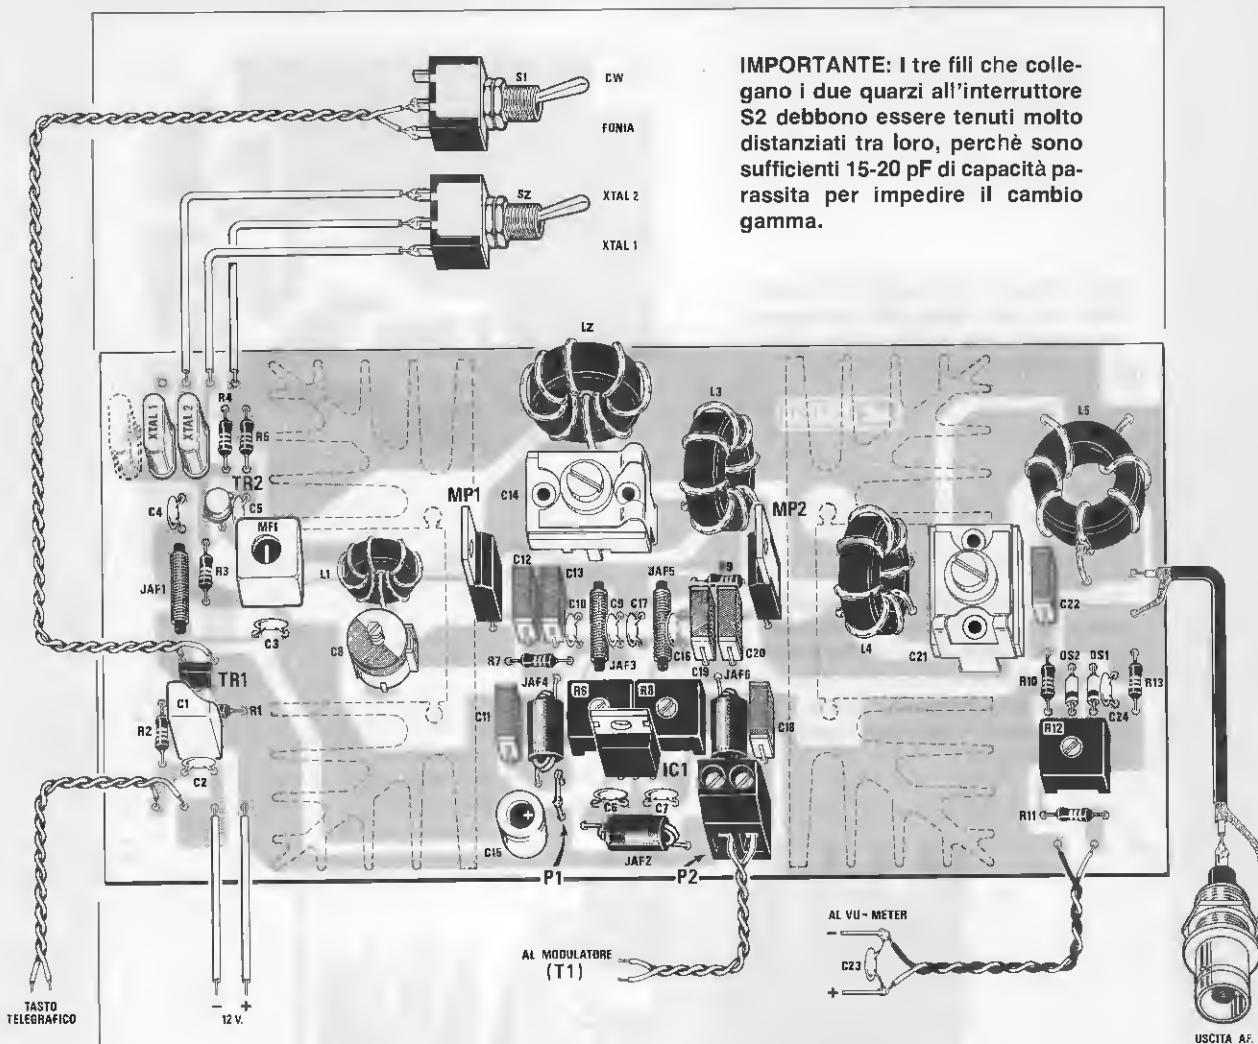 S1
CW
FONIA
S2
XTAL 2
XTAL 1
IMPORTANTE: I tre fili che colle-
gano i due quarzi all'interruttore
S2 debbono essere tenuti molto
distanziati tra loro, perchè sono
sufficienti 15-20 pF di capacità pa-
rassita per impedire il cambio
gamma.
L2
L3
L5
XTAL 1
XTAL 2
R4
R5
TR2
C4
C5
MF1
JAF1
R3
C3
L1
C8
MP1
C14
MP2
C12
C13
C10
JAF3
C9
C17
JAF5
C16
9
C19
C20
L4
C21
C22
R7
JAF4
R6
R8
JAF6
C11
C18
IC1
R10
DS2
DS1
R13
C24
R12
R11
TR1
C1
R1
R2
C2
C15
C6
C7
JAF2
P1
P2
TASTO
TELEGRAFICO
- +
12 V.
AL MODULATORE
(T1)
AL VU-METER
-
C23
+
USCITA AF.